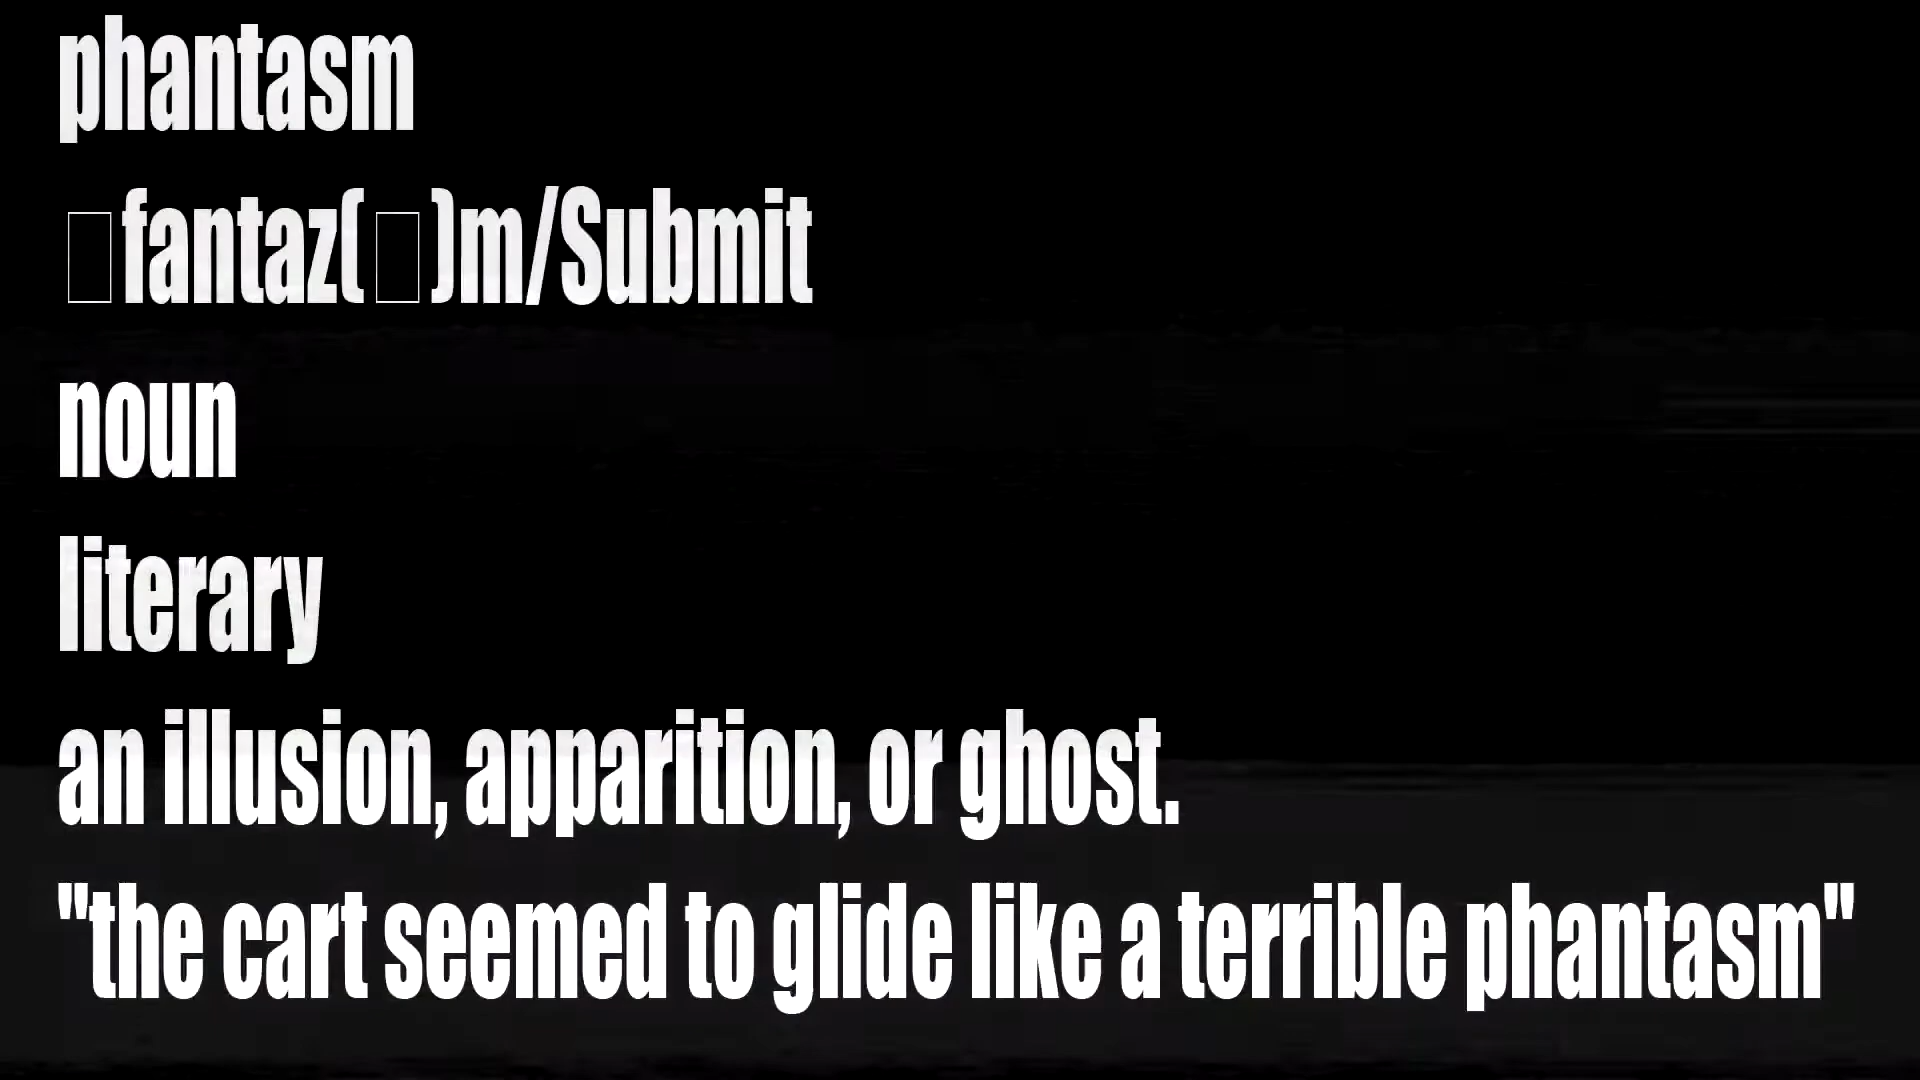 phantasm
▯fantaz(▯)m/Submit
noun
literary
an illusion, apparition, or ghost.
"the cart seemed to glide like a terrible phantasm"